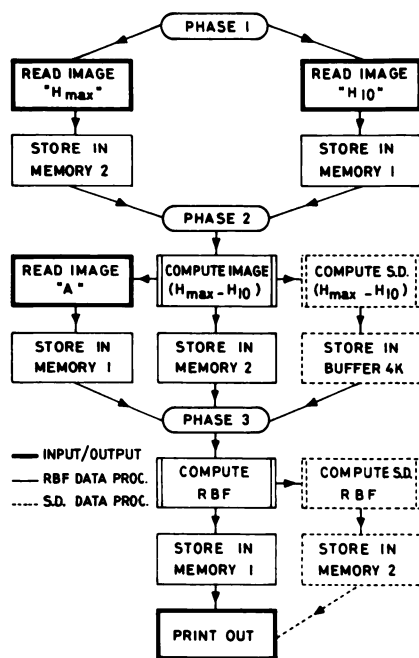 PHASE 1
READ IMAGE
"Hmax"
READ IMAGE
"H10"
STORE IN
MEMORY 2
STORE IN
MEMORY 1
PHASE 2
READ IMAGE
"A"
COMPUTE IMAGE
(Hmax - H10)
COMPUTE S.D.
(Hmax - H10)
STORE IN
MEMORY 1
STORE IN
MEMORY 2
STORE IN
BUFFER 4K
PHASE 3
INPUT/OUTPUT
RBF DATA PROC.
S.D. DATA PROC.
COMPUTE
RBF
COMPUTE S.D.
RBF
STORE IN
MEMORY 1
STORE IN
MEMORY 2
PRINT OUT